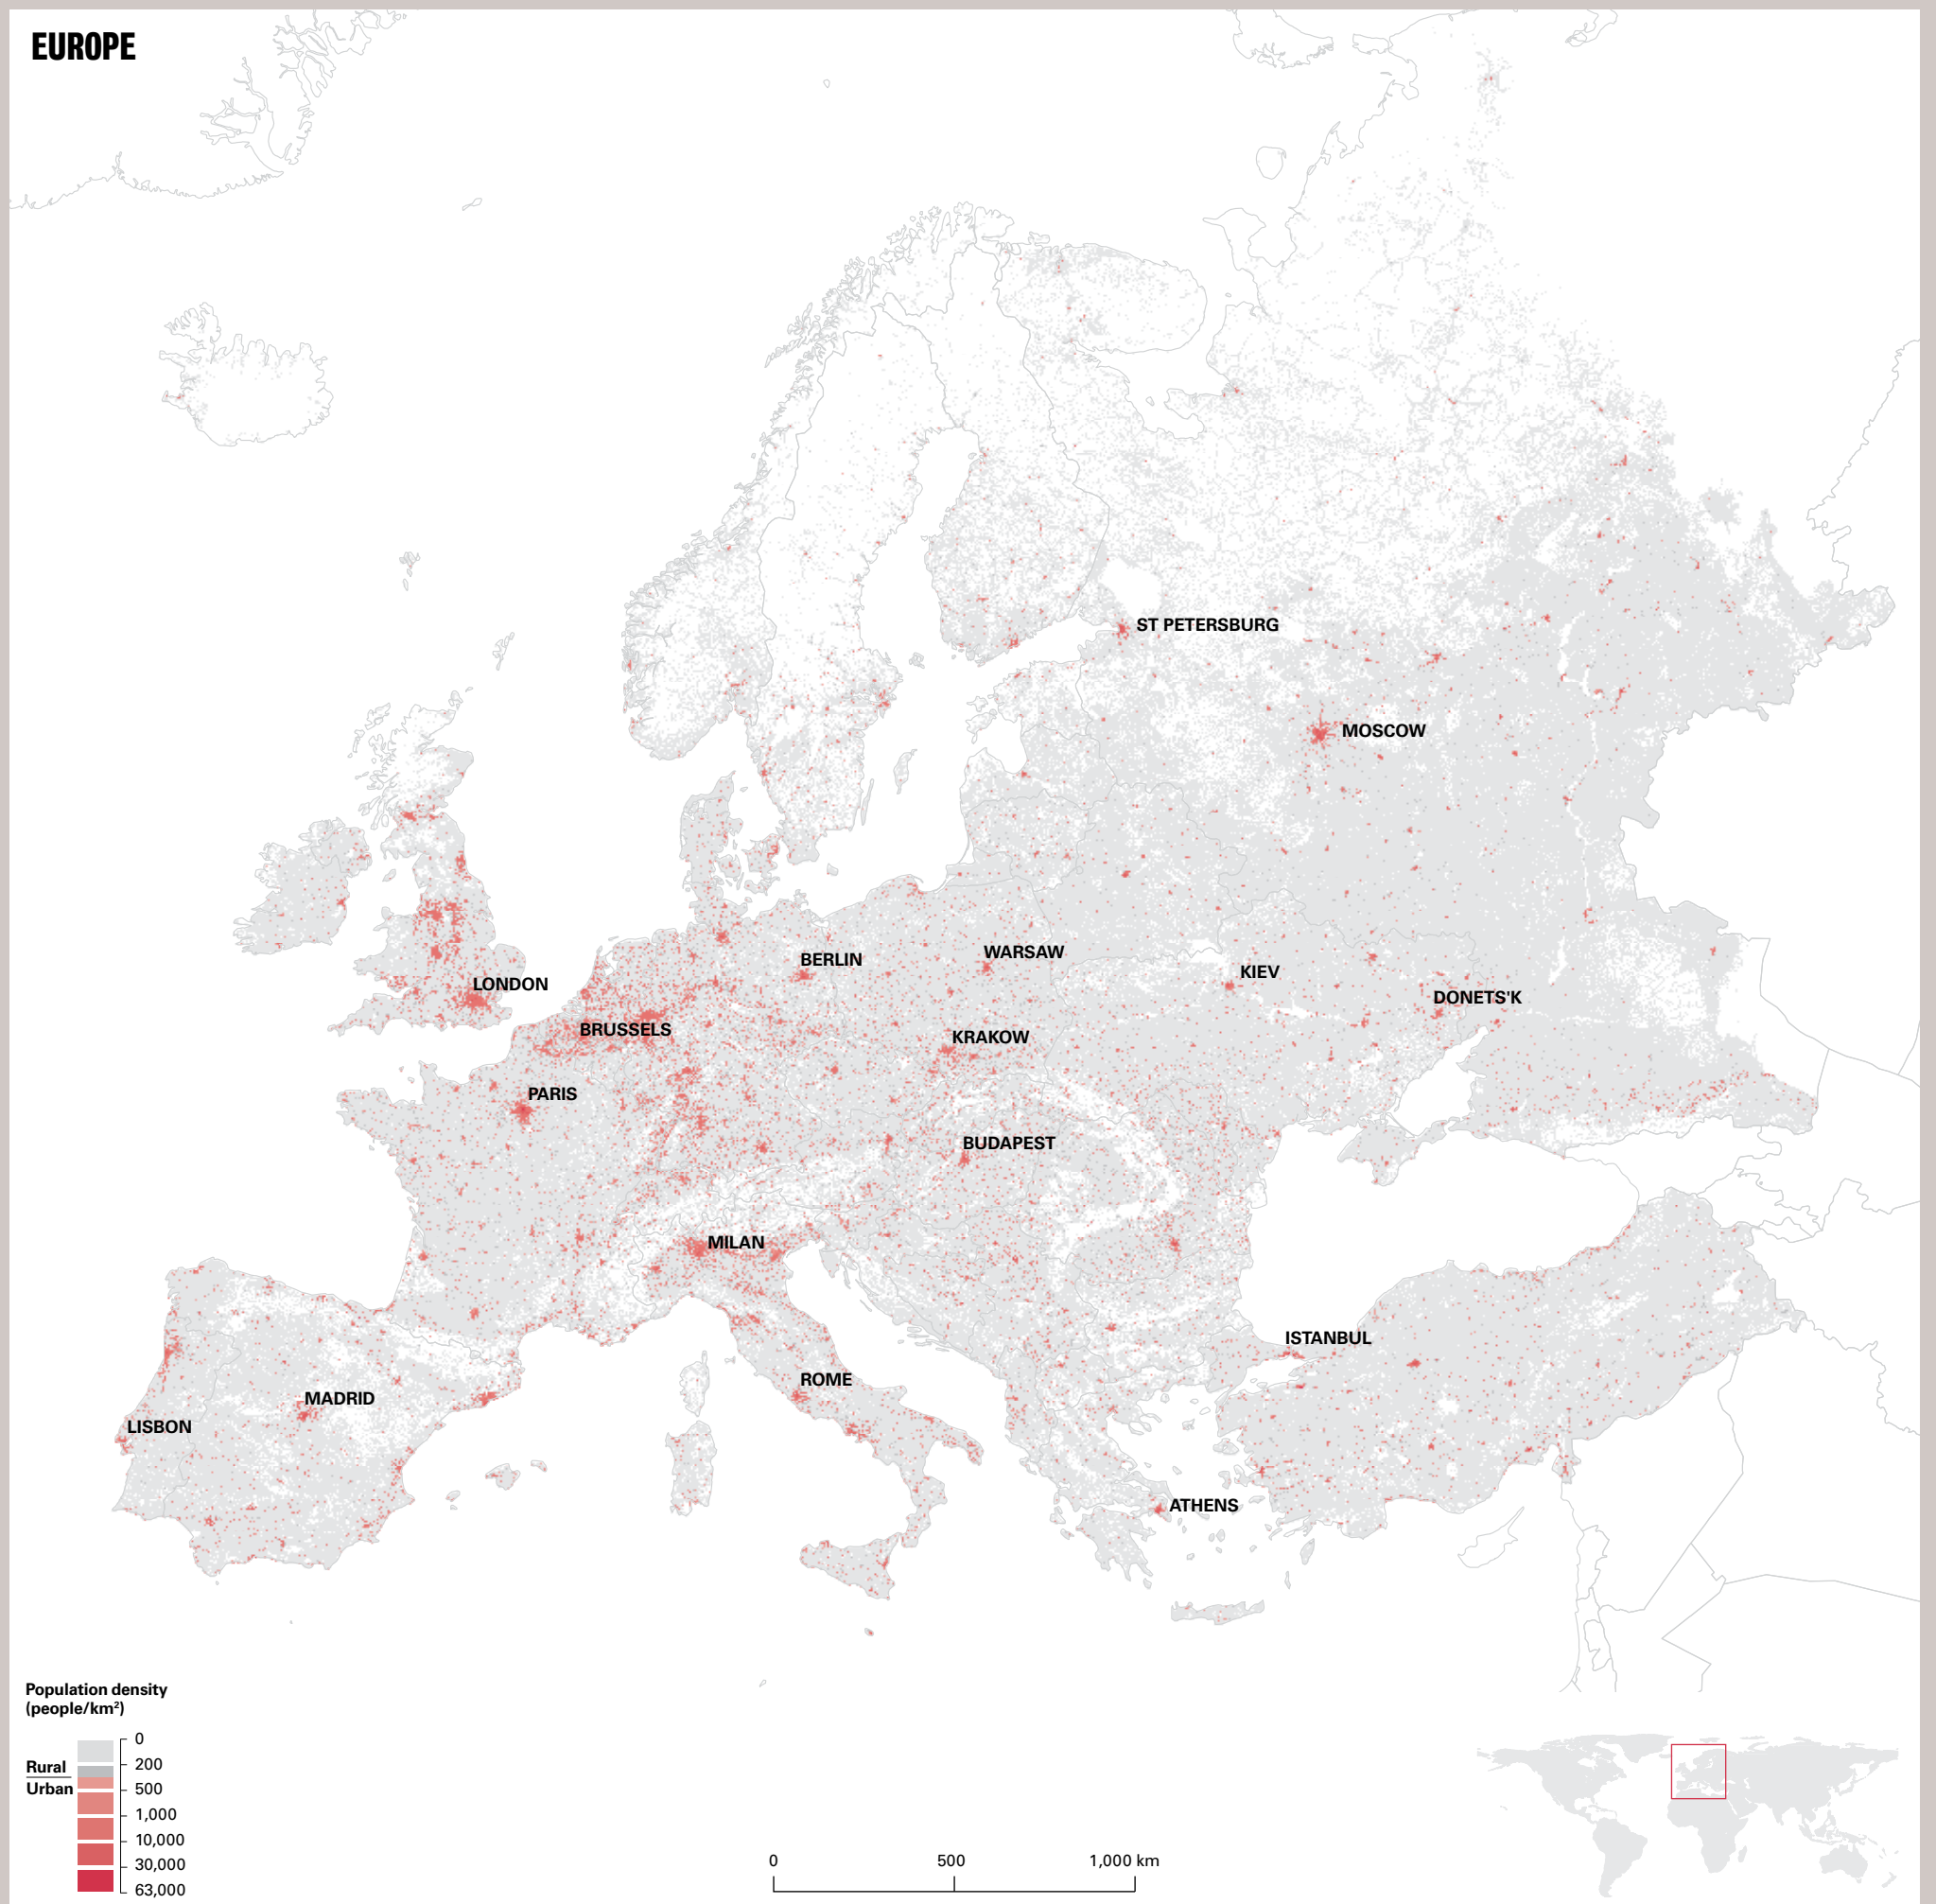 EUROPE
ST PETERSBURG
MOSCOW
BERLIN
WARSAW
KIEV
LONDON
DONETS'K
BRUSSELS
KRAKOW
PARIS
BUDAPEST
MILAN
ISTANBUL
ROME
MADRID
LISBON
ATHENS
Population density
(people/km²)
0
Rural
200
Urban
500
1,000
10,000
30,000
63,000
0 500 1,000 km